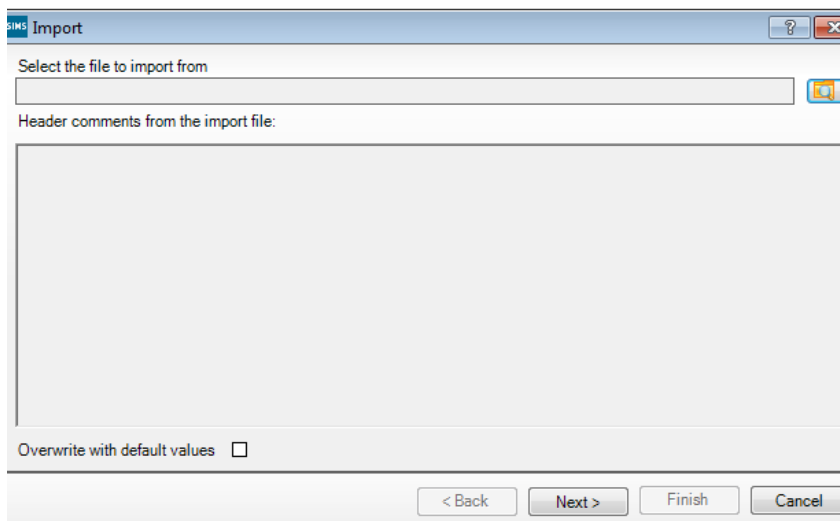 SIMS Import ?
Select the file to import from
Header comments from the import file:
Overwrite with default values
< Back Next > Finish Cancel